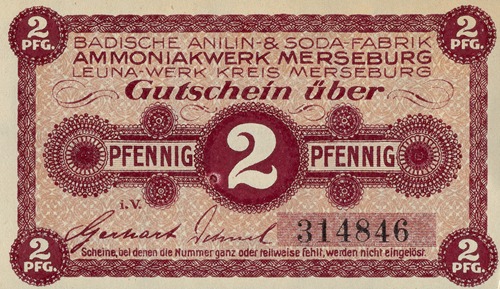 2 PFG.
2 PFG.
BADISCHE ANILIN-& SODA-FABRIK
AMMONIAKWERK MERSEBURG
LEUNA-WERK KREIS MERSEBURG
Gutschein über
PFENNIG 2 PFENNIG
i. V.
Gerhart
314846
Scheine, bei denen die Nummer ganz oder teilweise fehlt, werden nicht eingelöst.
2 PFG.
2 PFG.